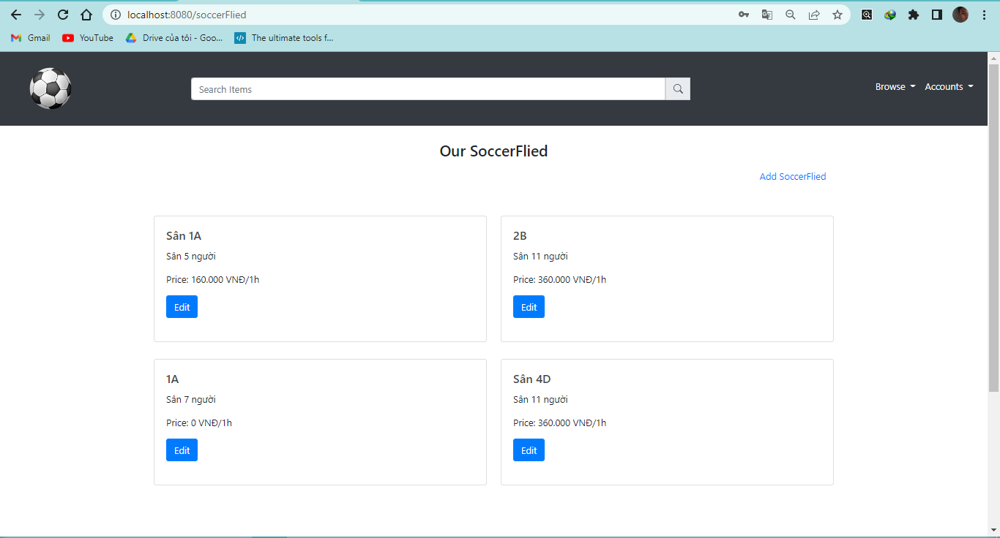 localhost:8080/soccerFlied
Gmail YouTube Drive của tôi - Goo... The ultimate tools f...
Search Items
Browse Accounts
Our SoccerFlied
Add SoccerFlied
Sân 1A
Sân 5 người
Price: 160.000 VNĐ/1h
Edit
2B
Sân 11 người
Price: 360.000 VNĐ/1h
Edit
1A
Sân 7 người
Price: 0 VNĐ/1h
Edit
Sân 4D
Sân 11 người
Price: 360.000 VNĐ/1h
Edit